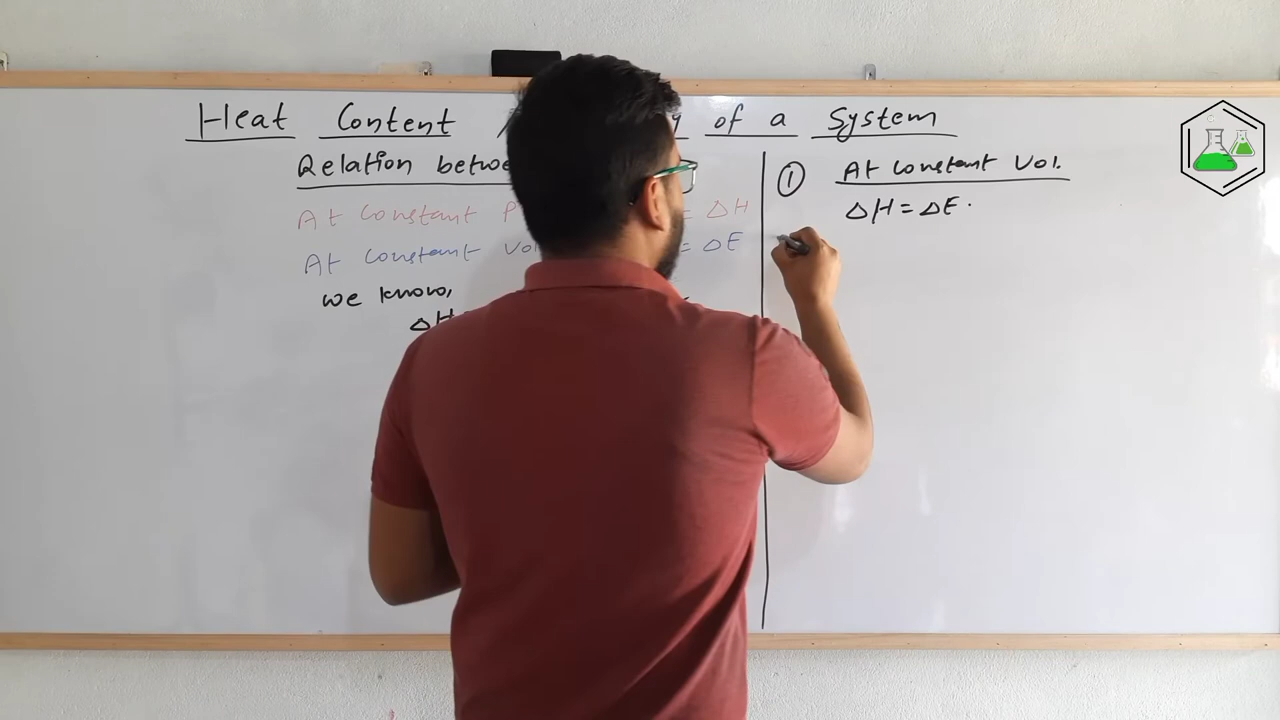 Heat Content of a System
Relation betwe
At Constant P = ΔH
At Constant Vol = ΔE
we know,
ΔH
① At Constant Vol.
ΔH = ΔE.